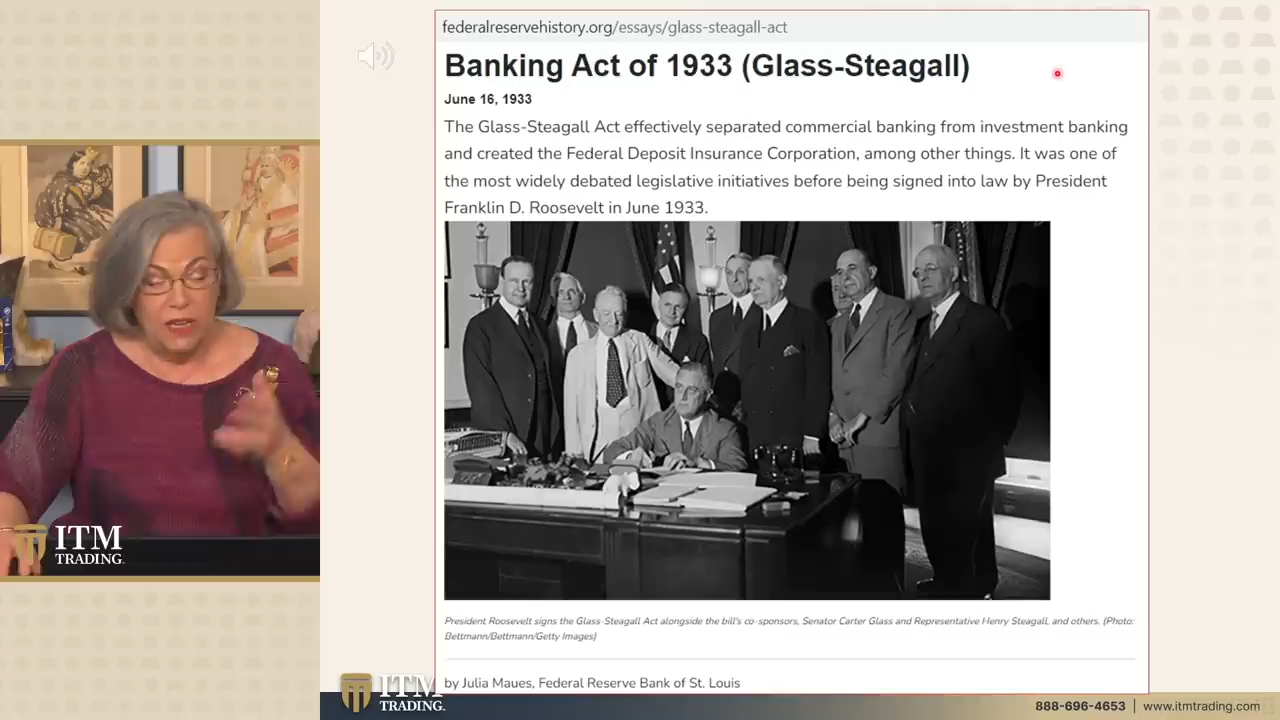 federalreservehistory.org/essays/glass-steagall-act
Banking Act of 1933 (Glass-Steagall)
June 16, 1933
The Glass-Steagall Act effectively separated commercial banking from investment banking
and created the Federal Deposit Insurance Corporation, among other things. It was one of
the most widely debated legislative initiatives before being signed into law by President
Franklin D. Roosevelt in June 1933.
President Roosevelt signs the Glass-Steagall Act alongside the bill's co-sponsors, Senator Carter Glass and Representative Henry Steagall, and others. (Photo:
Bettmann/Bettmann/Getty Images)
by Julia Maues, Federal Reserve Bank of St. Louis
ITM
TRADING.
ITM
TRADING.
888-696-4653 | www.itmtrading.com